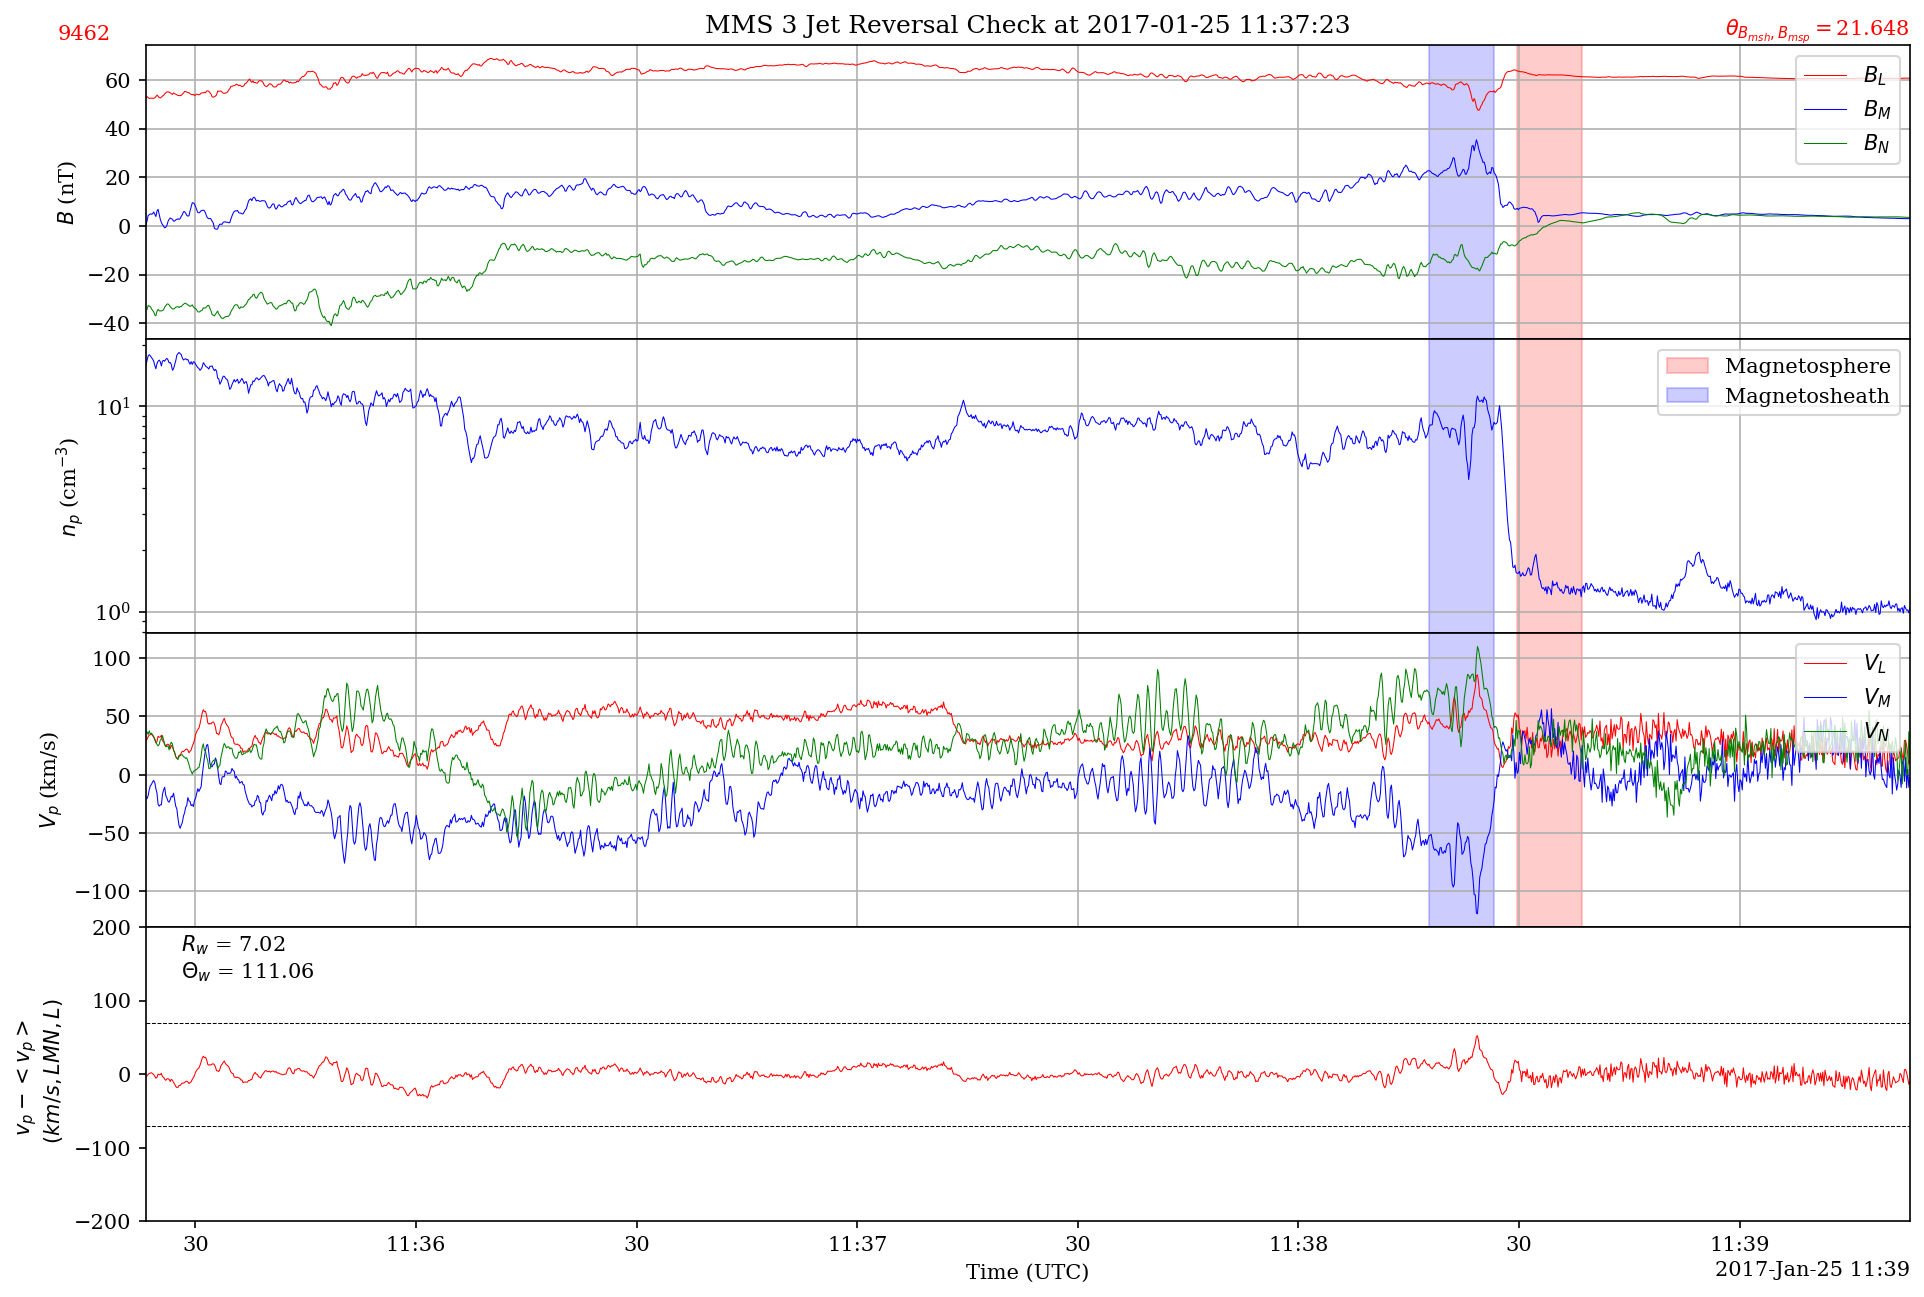 MMS 3 Jet Reversal Check at 2017-01-25 11:37:23
9462
θ_{B_{msh}, B_{msp}} = 21.648
60
40
20
0
−20
−40
B (nT)
B_L
B_M
B_N
10^1
10^0
n_p (cm^{−3})
Magnetosphere
Magnetosheath
100
50
0
−50
−100
V_p (km/s)
V_L
V_M
V_N
200
100
0
−100
−200
v_p − < v_p >
(km/s, LMN, L)
R_w = 7.02
Θ_w = 111.06
30 11:36 30 11:37 30 11:38 30 11:39
Time (UTC)
2017-Jan-25 11:39